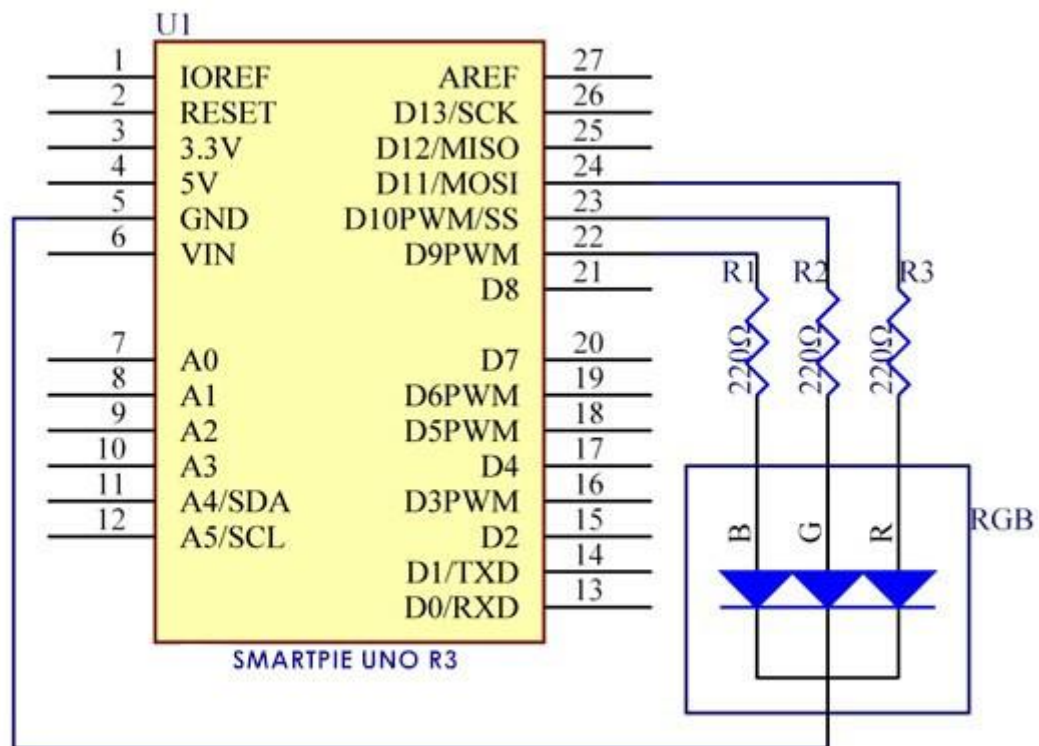 U1
1 IOREF AREF 27
2 RESET D13/SCK 26
3 3.3V D12/MISO 25
4 5V D11/MOSI 24
5 GND D10PWM/SS 23
6 VIN D9PWM 22
D8 21
R1 R2 R3
220Ω 220Ω 220Ω
7 A0 D7 20
8 A1 D6PWM 19
9 A2 D5PWM 18
10 A3 D4 17
11 A4/SDA D3PWM 16
12 A5/SCL D2 15
D1/TXD 14
D0/RXD 13
B G R
RGB
SMARTPIE UNO R3